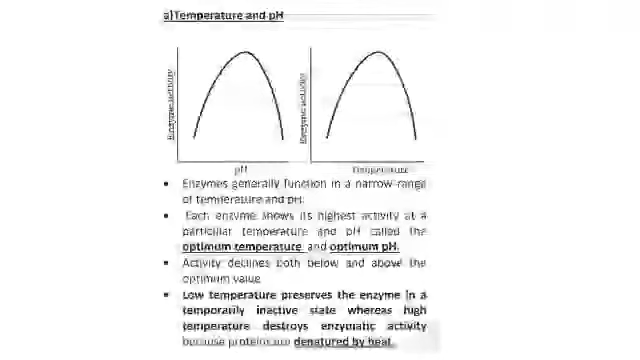 a)Temperature and pH
Enzyme activity
Enzyme activity
pH
Temperature
• Enzymes generally function in a narrow range
of temperature and pH.
• Each enzyme shows its highest activity at a
particular temperature and pH called the
optimum temperature and optimum pH.
• Activity declines both below and above the
optimum value
• Low temperature preserves the enzyme in a
temporarily inactive state whereas high
temperature destroys enzymatic activity
because proteins are denatured by heat.